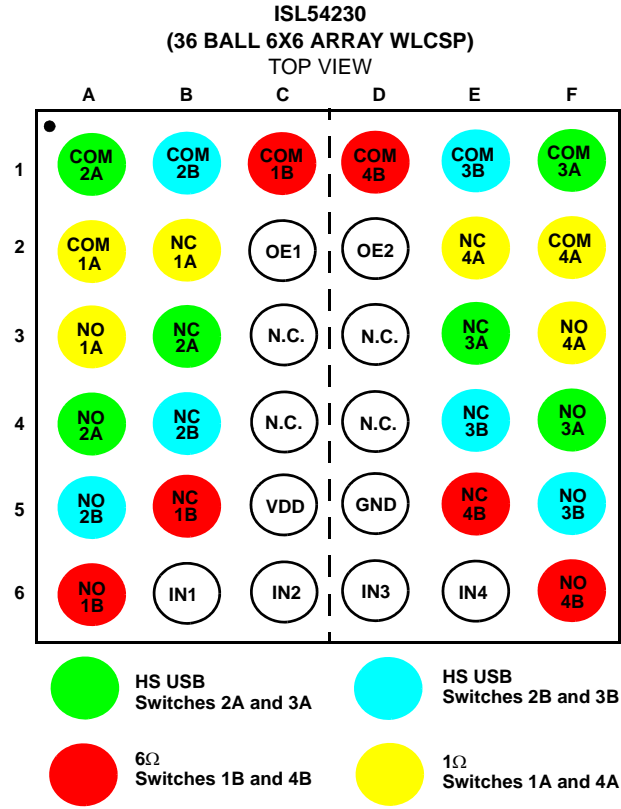 ISL54230
(36 BALL 6X6 ARRAY WLCSP)
TOP VIEW
A B C D E F
1
COM 2A
COM 2B
COM 1B
COM 4B
COM 3B
COM 3A
2
COM 1A
NC 1A
OE1
OE2
NC 4A
COM 4A
3
NO 1A
NC 2A
N.C.
N.C.
NC 3A
NO 4A
4
NO 2A
NC 2B
N.C.
N.C.
NC 3B
NO 3A
5
NO 2B
NC 1B
VDD
GND
NC 4B
NO 3B
6
NO 1B
IN1
IN2
IN3
IN4
NO 4B
HS USB
Switches 2A and 3A
HS USB
Switches 2B and 3B
6Ω
Switches 1B and 4B
1Ω
Switches 1A and 4A